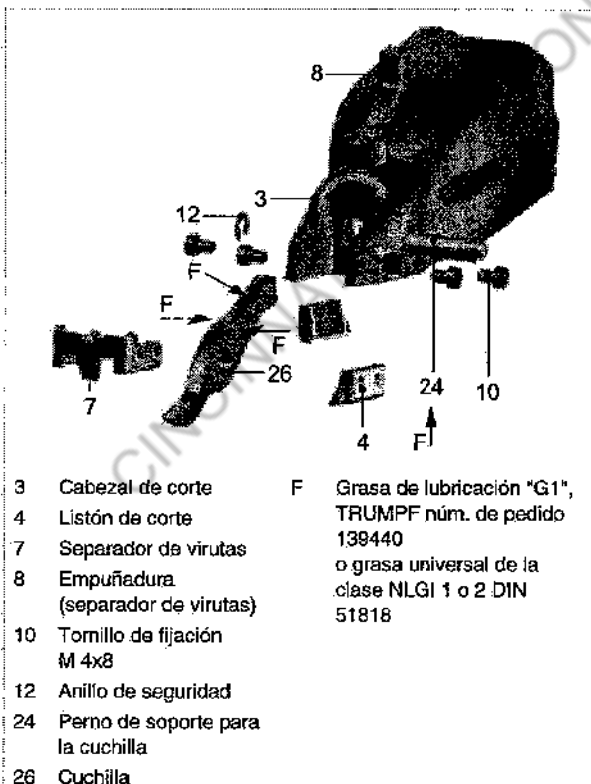 8
3
12
F
F
F
26
7
4
24
10
F
3 Cabezal de corte
4 Listón de corte
7 Separador de virutas
8 Empuñadura
(separador de virutas)
10 Tornillo de fijación
M 4x8
12 Anillo de seguridad
24 Perno de soporte para
la cuchilla
26 Cuchilla
F Grasa de lubricación "G1",
TRUMPF núm. de pedido
139440
o grasa universal de la
clase NLGI 1 o 2 DIN
51818